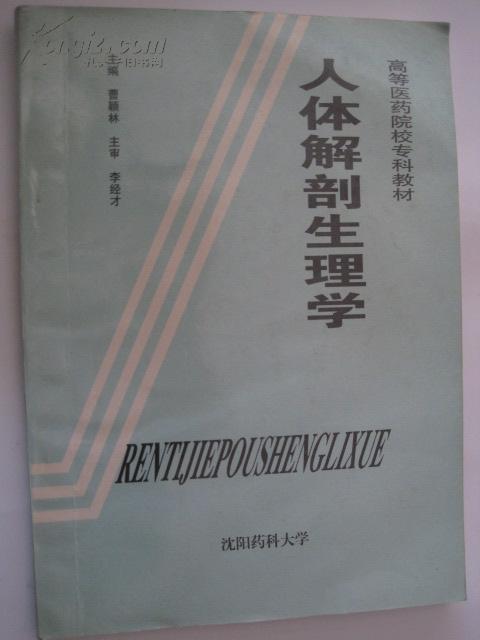 高等医药院校专科教材
人体解剖生理学
主编 曹颖林 主审 李经才
RENTIJIEPOUSHENGLIXUE
沈阳药科大学